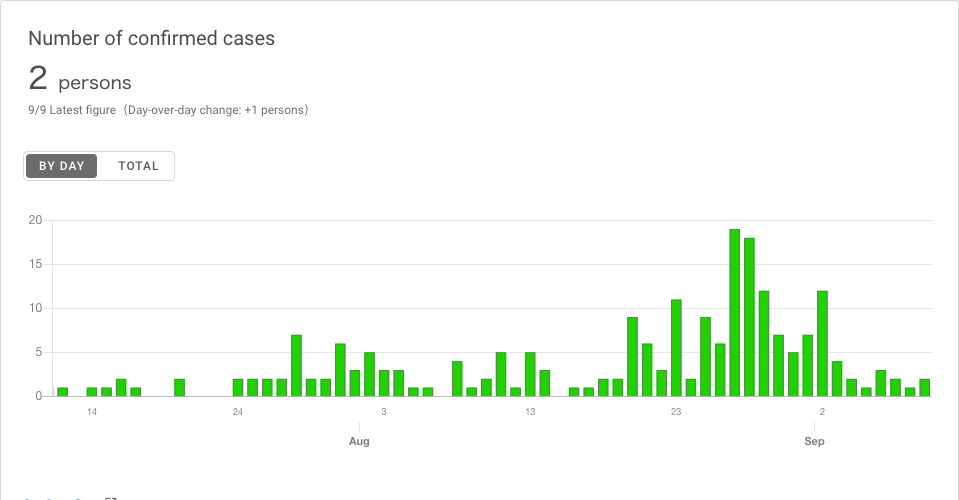 Number of confirmed cases
2 persons
9/9 Latest figure（Day-over-day change: +1 persons）
BY DAY TOTAL
20
15
10
5
0
14 24 3 13 23 2
Aug Sep